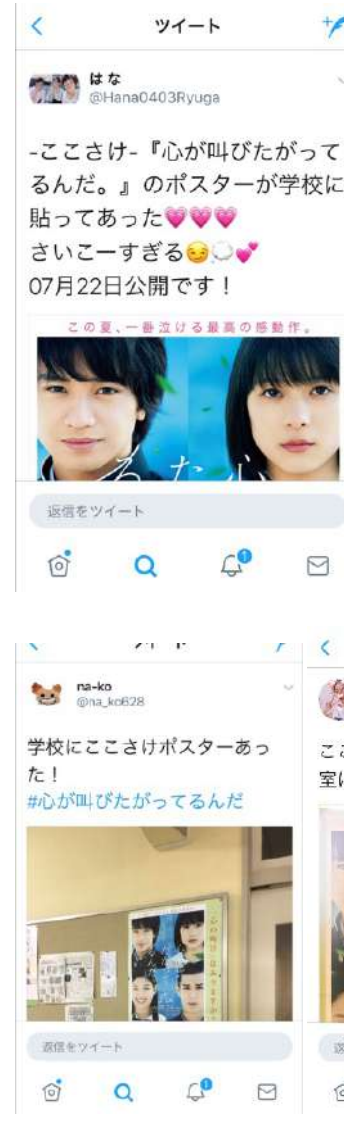 ツイート
はな
@Hana0403Ryuga
-ここさけ-『心が叫びたがって
るんだ。』のポスターが学校に
貼ってあった💗💗💗
さいこーすぎる😏💭💕
07月22日公開です！
この夏、一番泣ける最高の感動作。
返信をツイート
1
na-ko
@na_ko628
学校にここさけポスターあっ
た！
#心が叫びたがってるんだ
返信をツイート
1